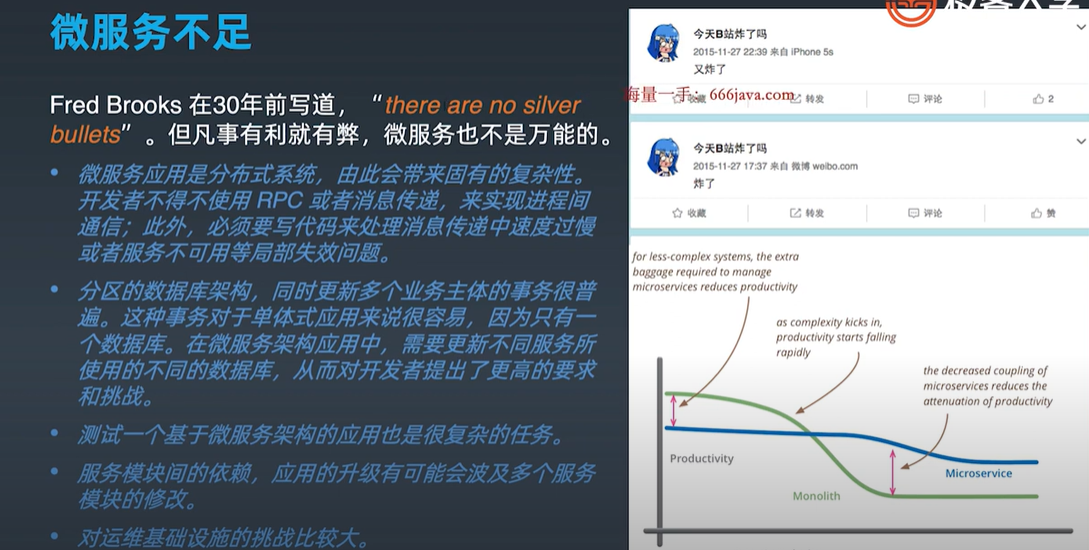 微服务不足
Fred Brooks 在30年前写道，“there are no silver
bullets”。但凡事有利就有弊，微服务也不是万能的。
• 微服务应用是分布式系统，由此会带来固有的复杂性。
开发者不得不使用 RPC 或者消息传递，来实现进程间
通信；此外，必须要写代码来处理消息传递中速度过慢
或者服务不可用等局部失效问题。
• 分区的数据库架构，同时更新多个业务主体的事务很普
遍。这种事务对于单体式应用来说很容易，因为只有一
个数据库。在微服务架构应用中，需要更新不同服务所
使用的不同的数据库，从而对开发者提出了更高的要求
和挑战。
• 测试一个基于微服务架构的应用也是很复杂的任务。
• 服务模块间的依赖，应用的升级有可能会波及多个服务
模块的修改。
• 对运维基础设施的挑战比较大。
今天B站炸了吗
2015-11-27 22:39 来自 iPhone 5s
又炸了
海量一手：666java.com
收藏 转发 评论 2
今天B站炸了吗
2015-11-27 17:37 来自 微博 weibo.com
炸了
收藏 转发 评论 赞
for less-complex systems, the extra
baggage required to manage
microservices reduces productivity
as complexity kicks in,
productivity starts falling
rapidly
the decreased coupling of
microservices reduces the
attenuation of productivity
Productivity
Microservice
Monolith